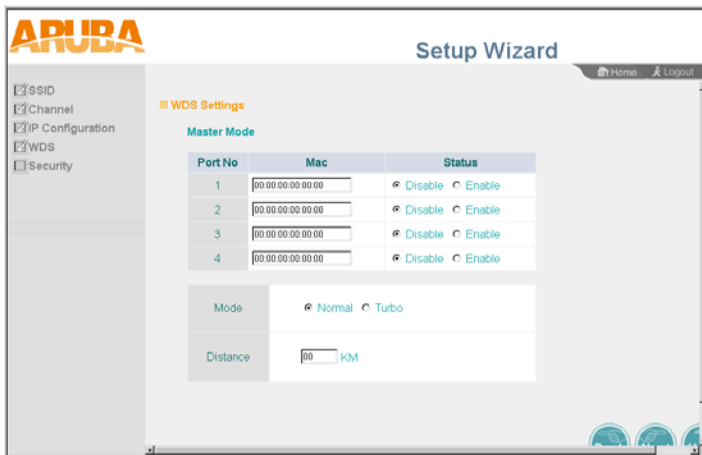 ARUBA
Setup Wizard
Home Logout
SSID
Channel
IP Configuration
WDS
Security
WDS Settings
Master Mode
Port No Mac Status
1 00:00:00:00:00:00 Disable Enable
2 00:00:00:00:00:00 Disable Enable
3 00:00:00:00:00:00 Disable Enable
4 00:00:00:00:00:00 Disable Enable
Mode Normal Turbo
Distance 00 KM